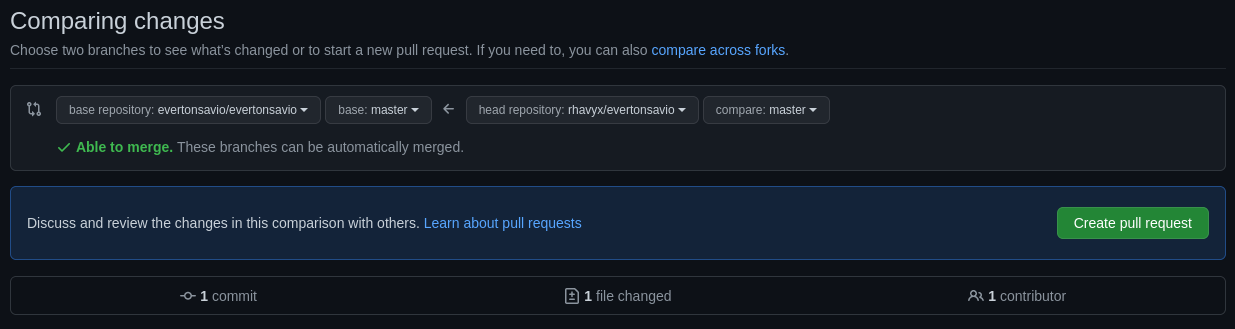 Comparing changes
Choose two branches to see what's changed or to start a new pull request. If you need to, you can also compare across forks.
base repository: evertonsavio/evertonsavio base: master head repository: rhavyx/evertonsavio compare: master
Able to merge. These branches can be automatically merged.
Discuss and review the changes in this comparison with others. Learn about pull requests Create pull request
1 commit 1 file changed 1 contributor